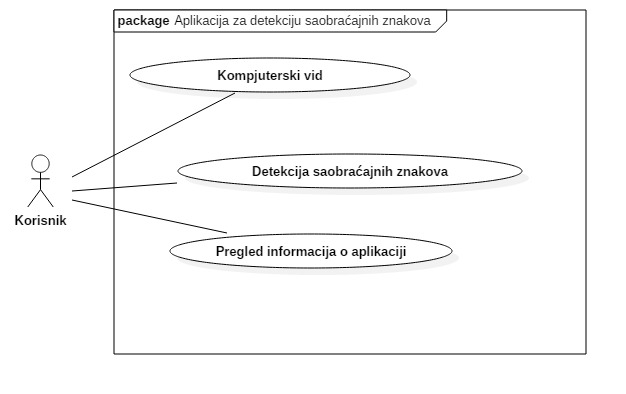 package Aplikacija za detekciju saobraćajnih znakova
Kompjuterski vid
Detekcija saobraćajnih znakova
Korisnik
Pregled informacija o aplikaciji